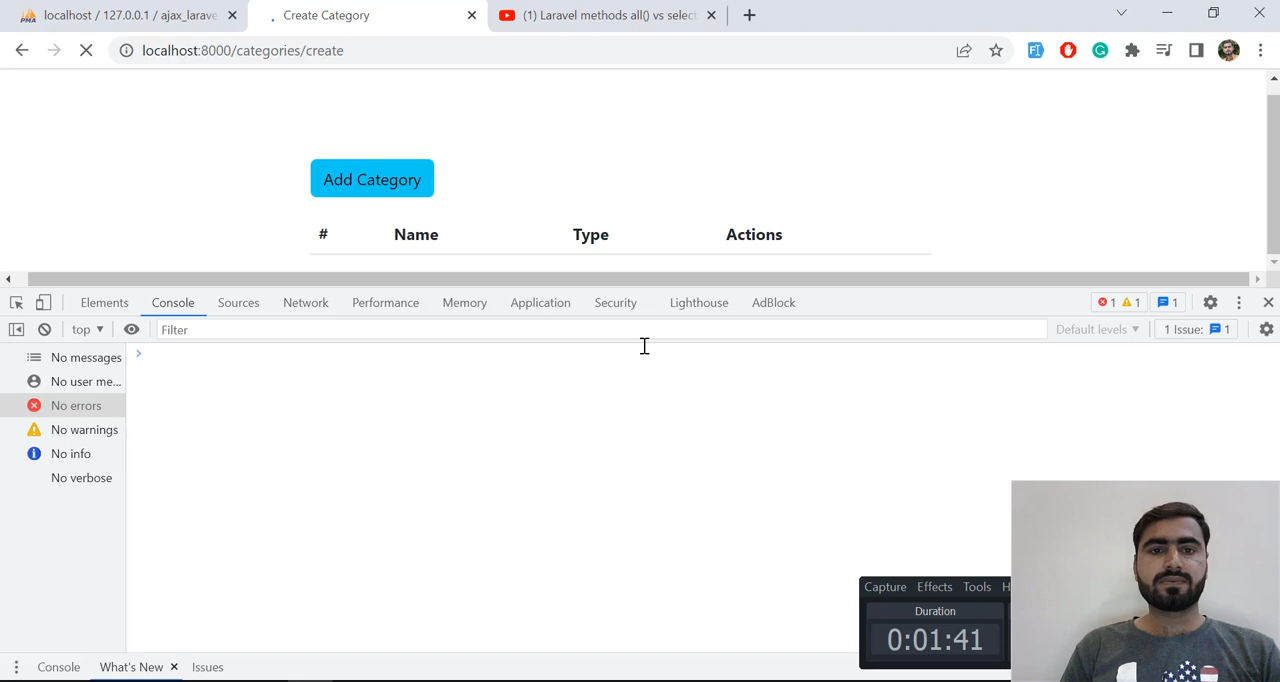 localhost / 127.0.0.1 / ajax_larave
Create Category
(1) Laravel methods all() vs select
localhost:8000/categories/create
Add Category
# Name Type Actions
Elements Console Sources Network Performance Memory Application Security Lighthouse AdBlock 1 1 1
top Filter Default levels 1 Issue: 1
No messages
No user me...
No errors
No warnings
No info
No verbose
Capture Effects Tools H
Duration
0:01:41
Console What's New Issues